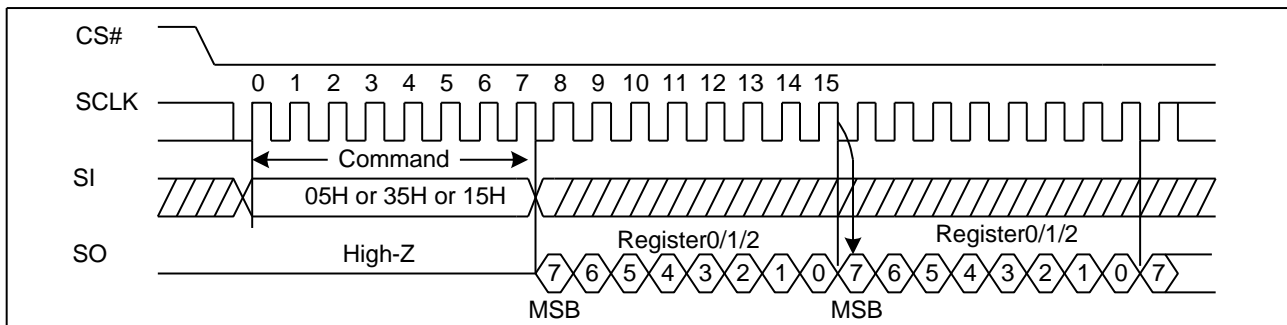 CS#
0 1 2 3 4 5 6 7 8 9 10 11 12 13 14 15
SCLK
Command
SI
05H or 35H or 15H
SO
High-Z
Register0/1/2
Register0/1/2
7 6 5 4 3 2 1 0 7 6 5 4 3 2 1 0 7
MSB
MSB